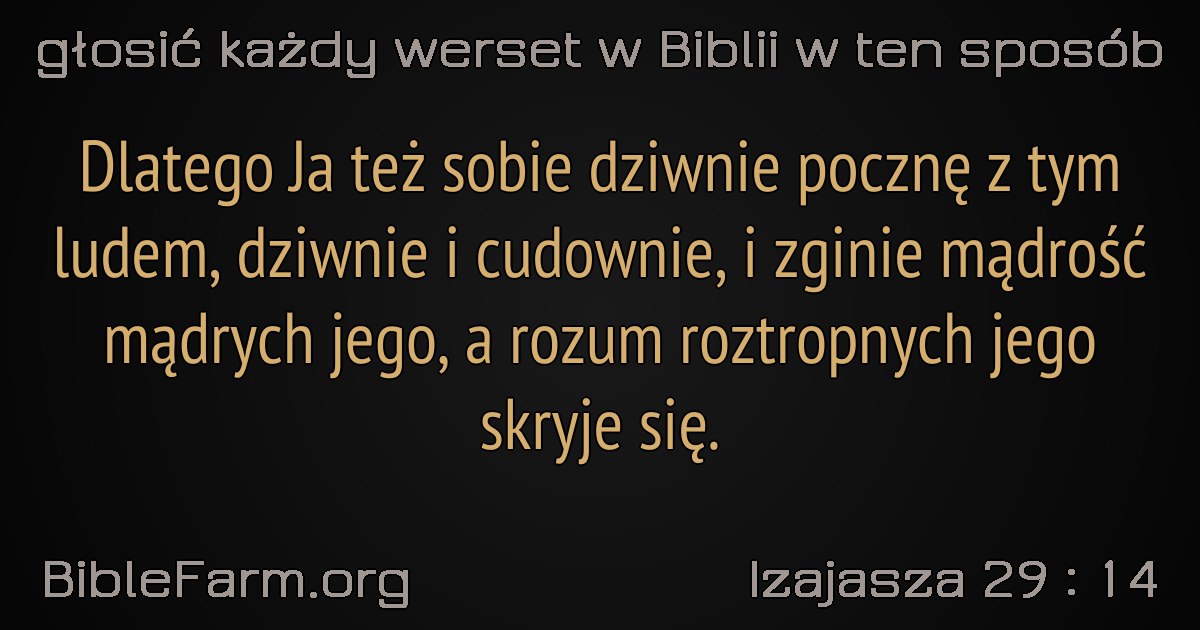 głosić każdy werset w Biblii w ten sposób
Dlatego Ja też sobie dziwnie pocznę z tym
ludem, dziwnie i cudownie, i zginie mądrość
mądrych jego, a rozum roztropnych jego
skryje się.
BibleFarm.org
Izajasza 29 : 14